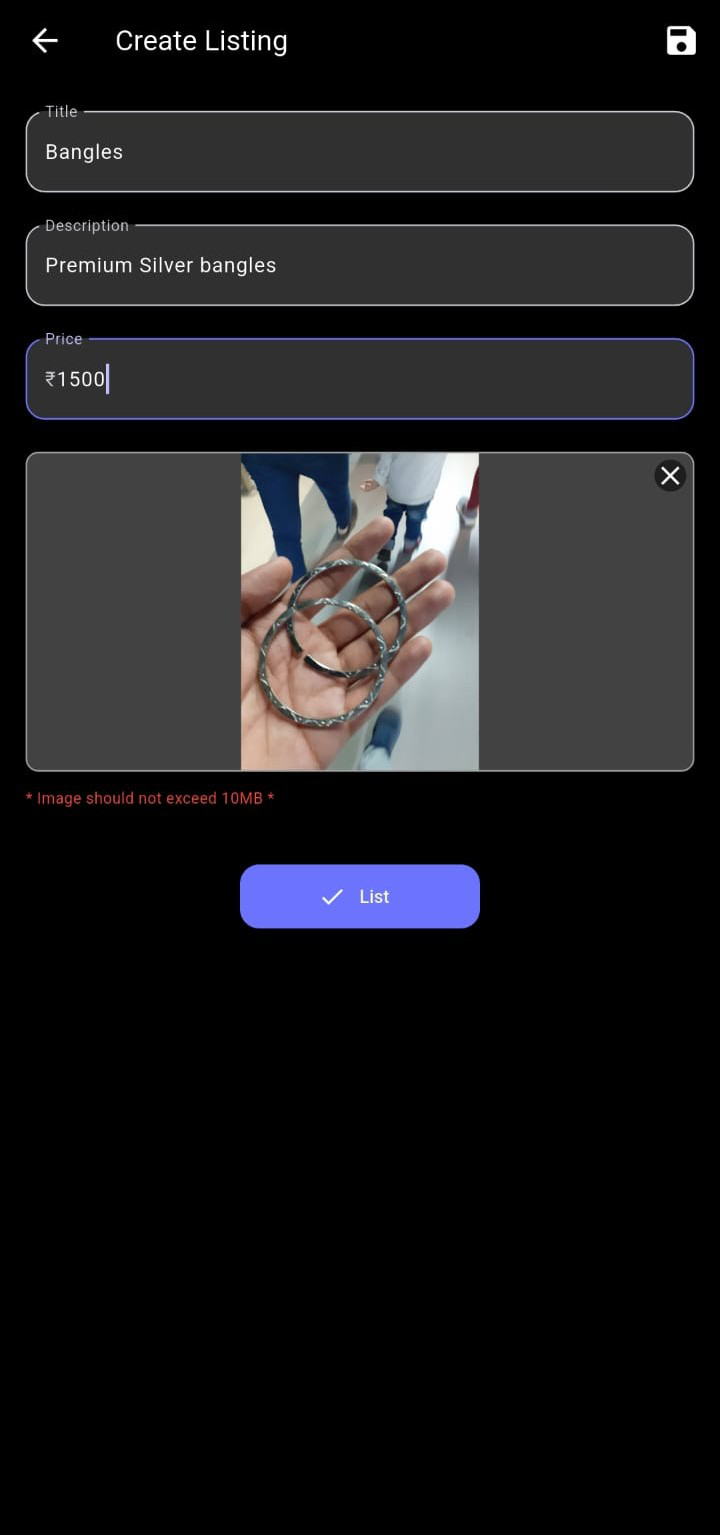 Create Listing
Title
Bangles
Description
Premium Silver bangles
Price
₹1500
* Image should not exceed 10MB *
List